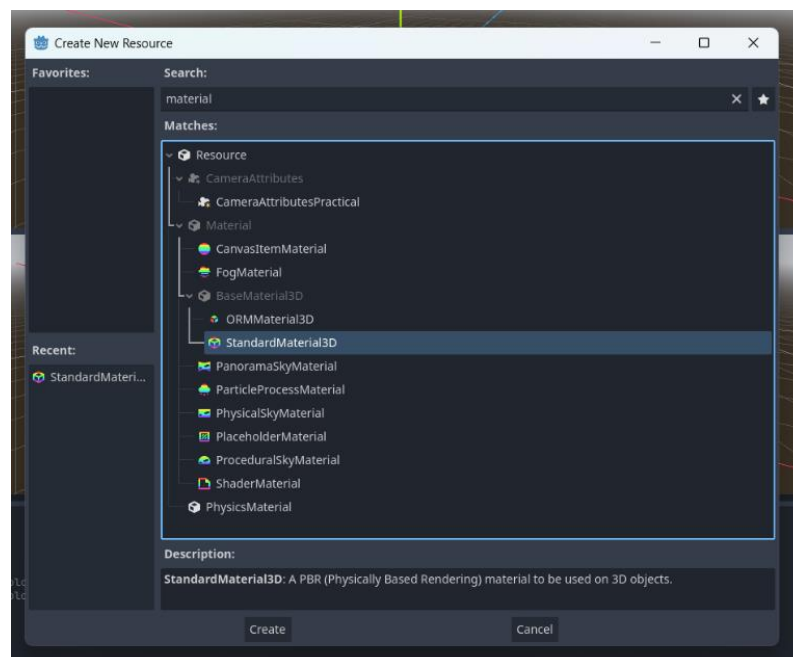 Create New Resource
Favorites:
Search:
material
Matches:
Resource
CameraAttributes
CameraAttributesPractical
Material
CanvasItemMaterial
FogMaterial
BaseMaterial3D
ORMMaterial3D
StandardMaterial3D
PanoramaSkyMaterial
ParticleProcessMaterial
PhysicalSkyMaterial
PlaceholderMaterial
ProceduralSkyMaterial
ShaderMaterial
PhysicsMaterial
Recent:
StandardMateri...
Description:
StandardMaterial3D: A PBR (Physically Based Rendering) material to be used on 3D objects.
Create
Cancel